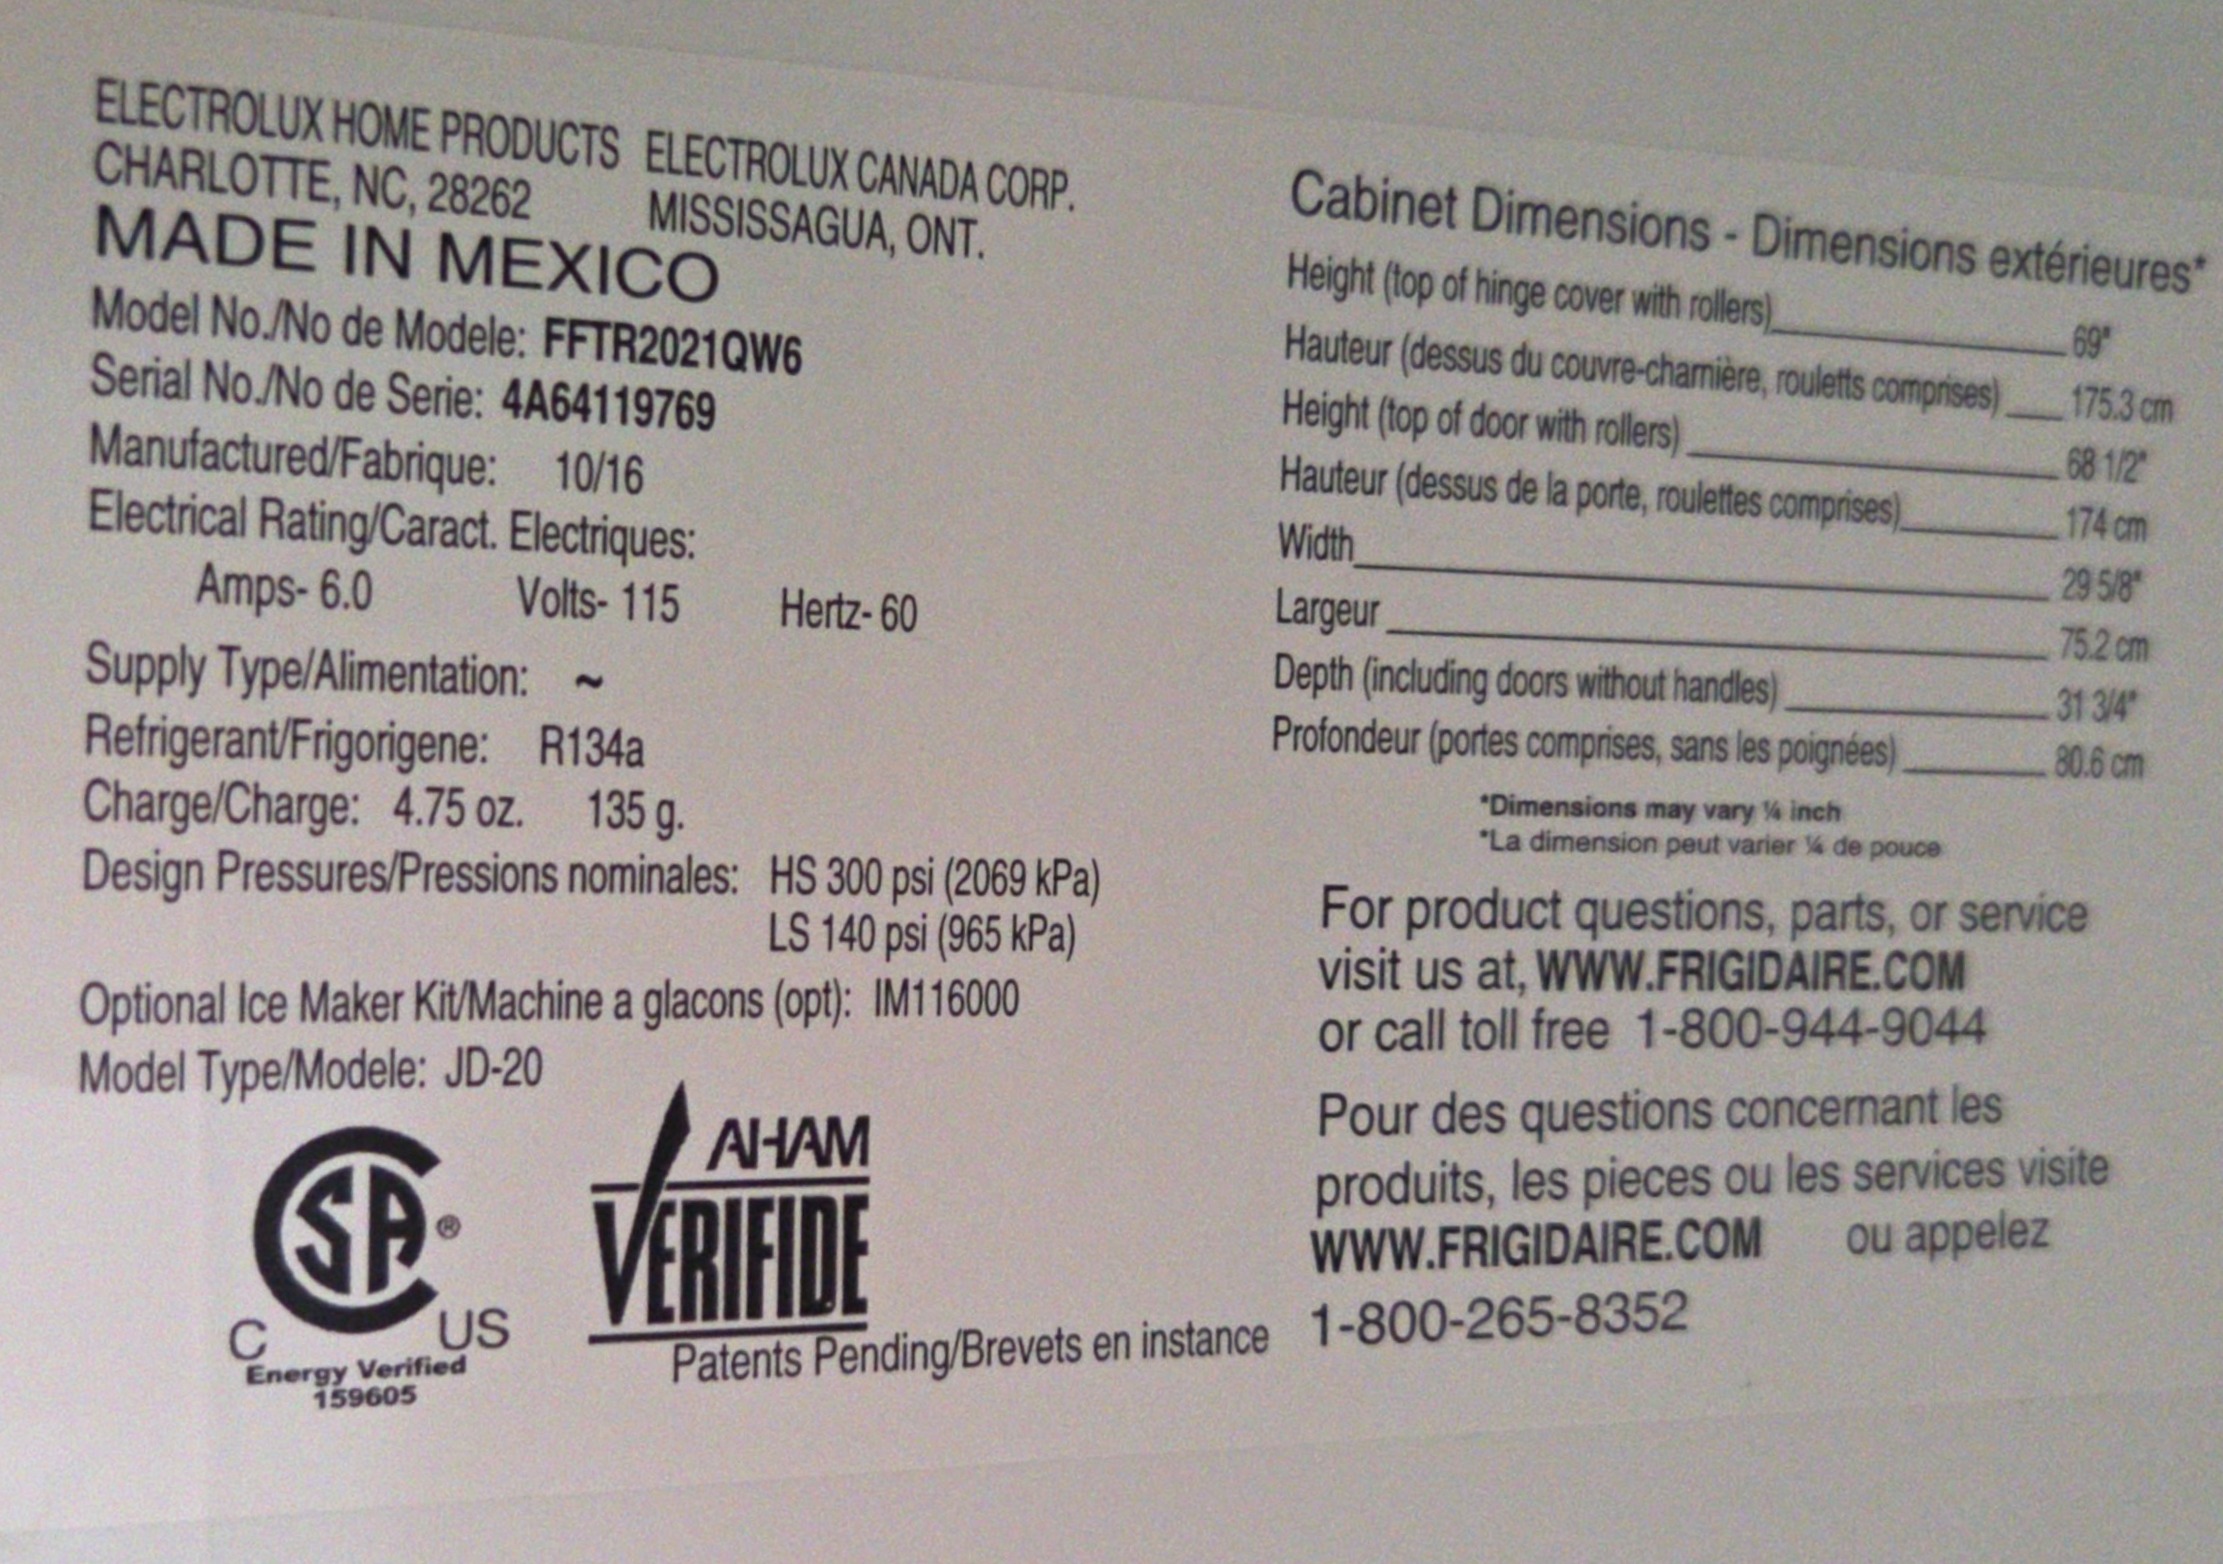 ELECTROLUX HOME PRODUCTS ELECTROLUX CANADA CORP.
CHARLOTTE, NC, 28262 MISSISSAGUA, ONT.
MADE IN MEXICO
Model No./No de Modele: FFTR2021QW6
Serial No./No de Serie: 4A64119769
Manufactured/Fabrique: 10/16
Electrical Rating/Caract. Electriques:
Amps- 6.0 Volts- 115 Hertz- 60
Supply Type/Alimentation: ~
Refrigerant/Frigorigene: R134a
Charge/Charge: 4.75 oz. 135 g.
Design Pressures/Pressions nominales: HS 300 psi (2069 kPa)
LS 140 psi (965 kPa)
Optional Ice Maker Kit/Machine a glacons (opt): IM116000
Model Type/Modele: JD-20
CSA®
C US
Energy Verified
159605
AHAM
VERIFIDE
Patents Pending/Brevets en instance
Cabinet Dimensions - Dimensions extérieures*
Height (top of hinge cover with rollers) 69"
Hauteur (dessus du couvre-charnière, rouletts comprises) 175.3 cm
Height (top of door with rollers) 68 1/2"
Hauteur (dessus de la porte, roulettes comprises) 174 cm
Width 29 5/8"
Largeur 75.2 cm
Depth (including doors without handles) 31 3/4"
Profondeur (portes comprises, sans les poignées) 80.6 cm
*Dimensions may vary ¼ inch
*La dimension peut varier ¼ de pouce
For product questions, parts, or service
visit us at, WWW.FRIGIDAIRE.COM
or call toll free 1-800-944-9044
Pour des questions concernant les
produits, les pieces ou les services visite
WWW.FRIGIDAIRE.COM ou appelez
1-800-265-8352